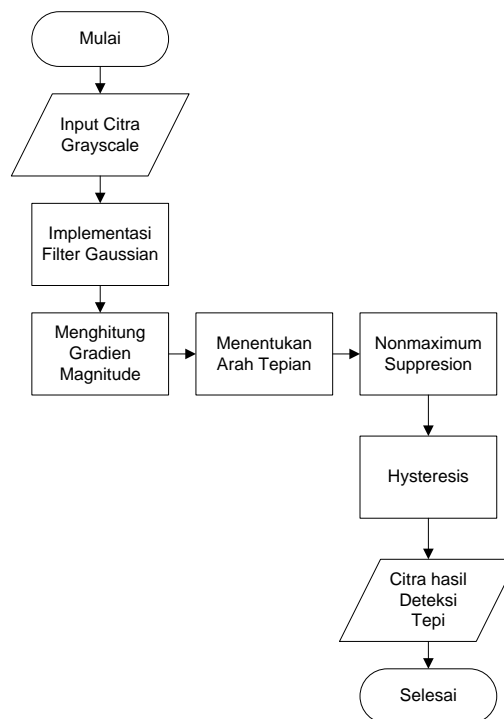 Mulai
Input Citra
Grayscale
Implementasi
Filter Gaussian
Menghitung
Gradien
Magnitude
Menentukan
Arah Tepian
Nonmaximum
Suppresion
Hysteresis
Citra hasil
Deteksi
Tepi
Selesai